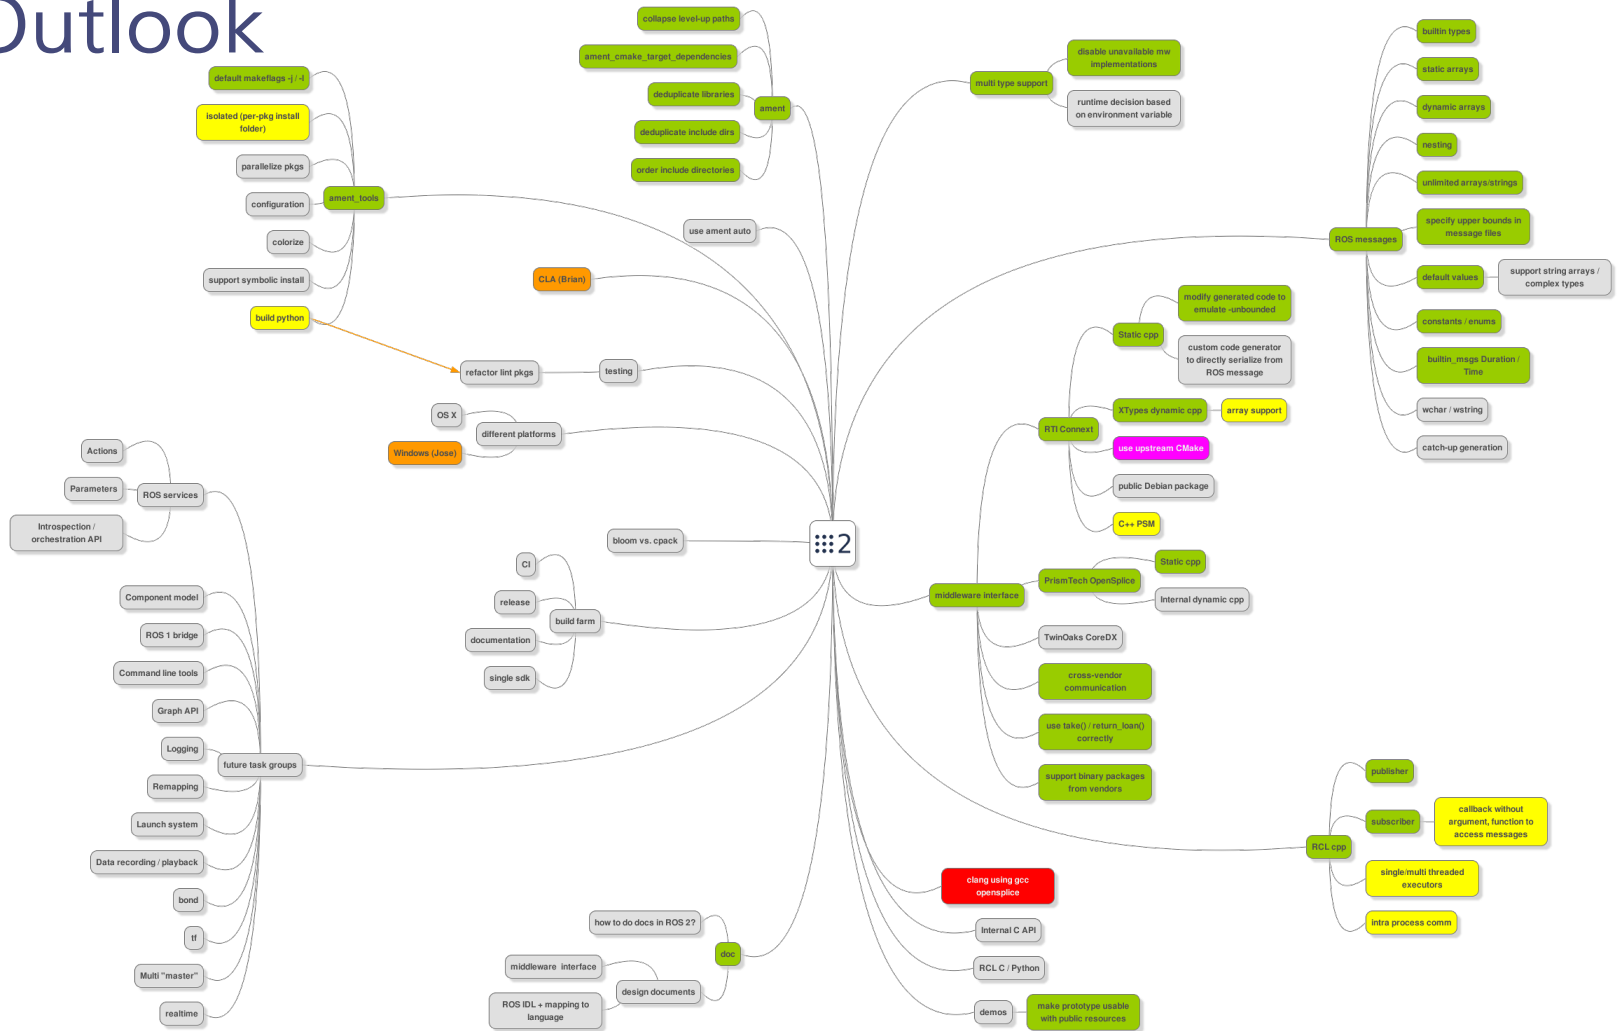 Outlook
collapse level-up paths
ament_cmake_target_dependencies
deduplicate libraries
deduplicate include dirs
order include directories
ament
default makeflags -j / -l
isolated (per-pkg install
folder)
parallelize pkgs
configuration
colorize
support symbolic install
build python
ament_tools
use ament auto
CLA (Brian)
refactor lint pkgs
testing
OS X
Windows (Jose)
different platforms
Actions
Parameters
Introspection /
orchestration API
ROS services
bloom vs. cpack
CI
release
documentation
single sdk
build farm
Component model
ROS 1 bridge
Command line tools
Graph API
Logging
Remapping
Launch system
Data recording / playback
bond
tf
Multi "master"
realtime
future task groups
how to do docs in ROS 2?
middleware interface
ROS IDL + mapping to
language
design documents
doc
2
multi type support
disable unavailable mw
implementations
runtime decision based
on environment variable
ROS messages
builtin types
static arrays
dynamic arrays
nesting
unlimited arrays/strings
specify upper bounds in
message files
default values
support string arrays /
complex types
constants / enums
builtin_msgs Duration /
Time
wchar / wstring
catch-up generation
middleware interface
RTI Connext
Static cpp
modify generated code to
emulate -unbounded
custom code generator
to directly serialize from
ROS message
XTypes dynamic cpp
array support
use upstream CMake
public Debian package
C++ PSM
PrismTech OpenSplice
Static cpp
Internal dynamic cpp
TwinOaks CoreDX
cross-vendor
communication
use take() / return_loan()
correctly
support binary packages
from vendors
RCL cpp
publisher
subscriber
callback without
argument, function to
access messages
single/multi threaded
executors
intra process comm
clang using gcc
opensplice
Internal C API
RCL C / Python
demos
make prototype usable
with public resources